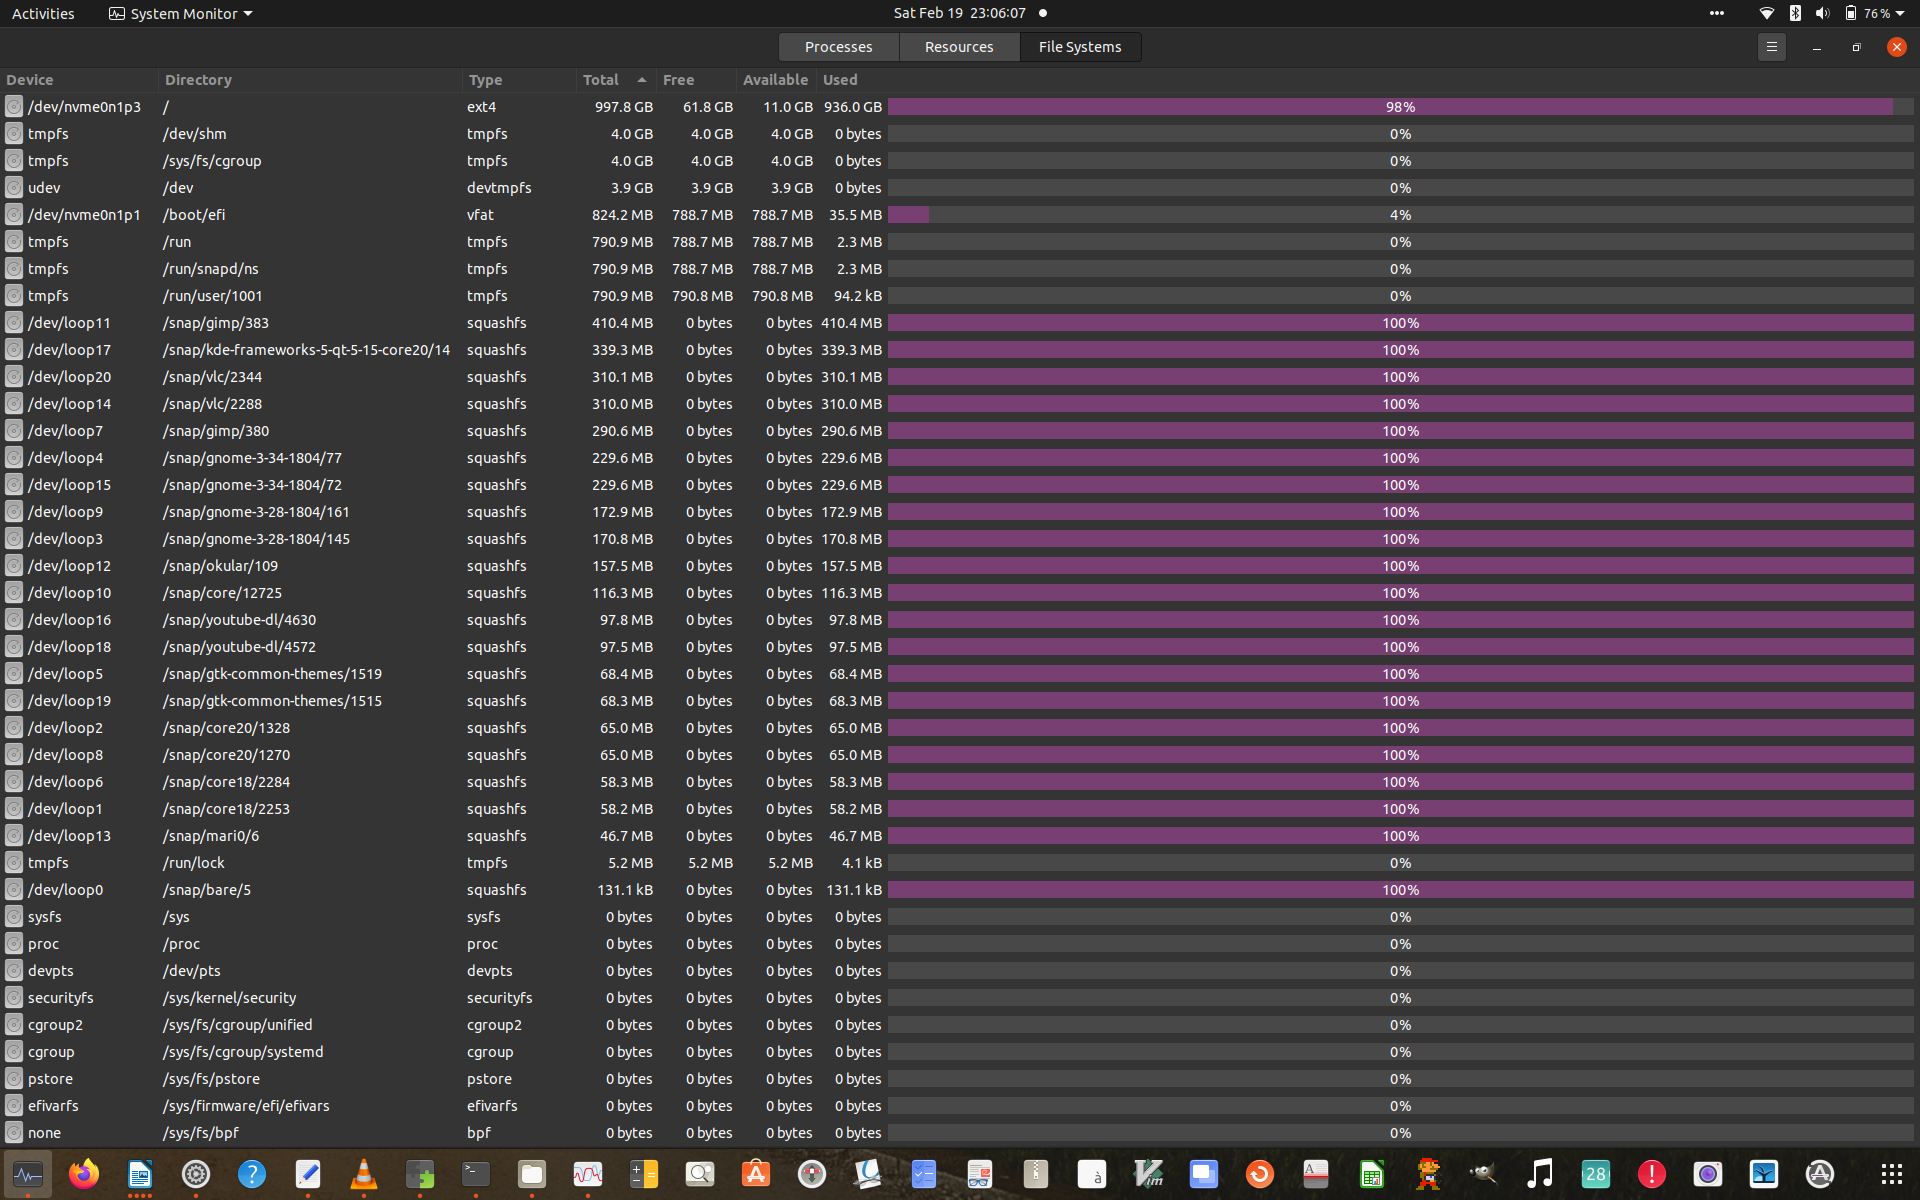 Activities System Monitor Sat Feb 19 23:06:07 76 %
Processes Resources File Systems
Device Directory Type Total Free Available Used
/dev/nvme0n1p3 / ext4 997.8 GB 61.8 GB 11.0 GB 936.0 GB 98%
tmpfs /dev/shm tmpfs 4.0 GB 4.0 GB 4.0 GB 0 bytes 0%
tmpfs /sys/fs/cgroup tmpfs 4.0 GB 4.0 GB 4.0 GB 0 bytes 0%
udev /dev devtmpfs 3.9 GB 3.9 GB 3.9 GB 0 bytes 0%
/dev/nvme0n1p1 /boot/efi vfat 824.2 MB 788.7 MB 788.7 MB 35.5 MB 4%
tmpfs /run tmpfs 790.9 MB 788.7 MB 788.7 MB 2.3 MB 0%
tmpfs /run/snapd/ns tmpfs 790.9 MB 788.7 MB 788.7 MB 2.3 MB 0%
tmpfs /run/user/1001 tmpfs 790.9 MB 790.8 MB 790.8 MB 94.2 kB 0%
/dev/loop11 /snap/gimp/383 squashfs 410.4 MB 0 bytes 0 bytes 410.4 MB 100%
/dev/loop17 /snap/kde-frameworks-5-qt-5-15-core20/14 squashfs 339.3 MB 0 bytes 0 bytes 339.3 MB 100%
/dev/loop20 /snap/vlc/2344 squashfs 310.1 MB 0 bytes 0 bytes 310.1 MB 100%
/dev/loop14 /snap/vlc/2288 squashfs 310.0 MB 0 bytes 0 bytes 310.0 MB 100%
/dev/loop7 /snap/gimp/380 squashfs 290.6 MB 0 bytes 0 bytes 290.6 MB 100%
/dev/loop4 /snap/gnome-3-34-1804/77 squashfs 229.6 MB 0 bytes 0 bytes 229.6 MB 100%
/dev/loop15 /snap/gnome-3-34-1804/72 squashfs 229.6 MB 0 bytes 0 bytes 229.6 MB 100%
/dev/loop9 /snap/gnome-3-28-1804/161 squashfs 172.9 MB 0 bytes 0 bytes 172.9 MB 100%
/dev/loop3 /snap/gnome-3-28-1804/145 squashfs 170.8 MB 0 bytes 0 bytes 170.8 MB 100%
/dev/loop12 /snap/okular/109 squashfs 157.5 MB 0 bytes 0 bytes 157.5 MB 100%
/dev/loop10 /snap/core/12725 squashfs 116.3 MB 0 bytes 0 bytes 116.3 MB 100%
/dev/loop16 /snap/youtube-dl/4630 squashfs 97.8 MB 0 bytes 0 bytes 97.8 MB 100%
/dev/loop18 /snap/youtube-dl/4572 squashfs 97.5 MB 0 bytes 0 bytes 97.5 MB 100%
/dev/loop5 /snap/gtk-common-themes/1519 squashfs 68.4 MB 0 bytes 0 bytes 68.4 MB 100%
/dev/loop19 /snap/gtk-common-themes/1515 squashfs 68.3 MB 0 bytes 0 bytes 68.3 MB 100%
/dev/loop2 /snap/core20/1328 squashfs 65.0 MB 0 bytes 0 bytes 65.0 MB 100%
/dev/loop8 /snap/core20/1270 squashfs 65.0 MB 0 bytes 0 bytes 65.0 MB 100%
/dev/loop6 /snap/core18/2284 squashfs 58.3 MB 0 bytes 0 bytes 58.3 MB 100%
/dev/loop1 /snap/core18/2253 squashfs 58.2 MB 0 bytes 0 bytes 58.2 MB 100%
/dev/loop13 /snap/mari0/6 squashfs 46.7 MB 0 bytes 0 bytes 46.7 MB 100%
tmpfs /run/lock tmpfs 5.2 MB 5.2 MB 5.2 MB 4.1 kB 0%
/dev/loop0 /snap/bare/5 squashfs 131.1 kB 0 bytes 0 bytes 131.1 kB 100%
sysfs /sys sysfs 0 bytes 0 bytes 0 bytes 0 bytes 0%
proc /proc proc 0 bytes 0 bytes 0 bytes 0 bytes 0%
devpts /dev/pts devpts 0 bytes 0 bytes 0 bytes 0 bytes 0%
securityfs /sys/kernel/security securityfs 0 bytes 0 bytes 0 bytes 0 bytes 0%
cgroup2 /sys/fs/cgroup/unified cgroup2 0 bytes 0 bytes 0 bytes 0 bytes 0%
cgroup /sys/fs/cgroup/systemd cgroup 0 bytes 0 bytes 0 bytes 0 bytes 0%
pstore /sys/fs/pstore pstore 0 bytes 0 bytes 0 bytes 0 bytes 0%
efivarfs /sys/firmware/efi/efivars efivarfs 0 bytes 0 bytes 0 bytes 0 bytes 0%
none /sys/fs/bpf bpf 0 bytes 0 bytes 0 bytes 0 bytes 0%
? >_ à Vim A 28 !